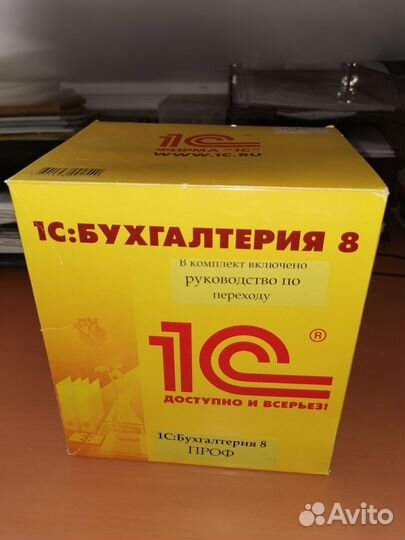 1С
ФИРМА "1С"
WWW.1C.RU
1С:БУХГАЛТЕРИЯ 8
В комплект включено
руководство по
переходу
1С ®
ДОСТУПНО И ВСЕРЬЕЗ!
1С:Бухгалтерия 8
ПРОФ
Avito